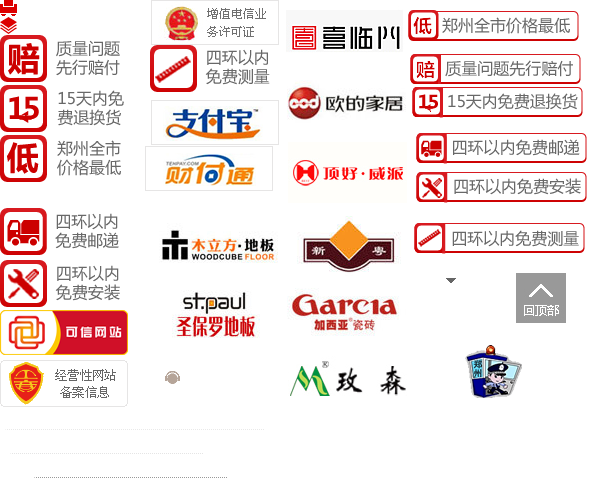 赔
质量问题
先行赔付
15
15天内免
费退换货
低
郑州全市
价格最低
四环以内
免费邮递
四环以内
免费安装
可信网站
经营性网站
备案信息
增值电信业
务许可证
四环以内
免费测量
支付宝
TENPAY.COM
财付通
木立方·地板
WOODCUBE FLOOR
st.paul
圣保罗地板
喜临门
欧的家居
顶好·威派
新 粤
Garcia
加西亚®瓷砖
玫森
低 郑州全市价格最低
赔 质量问题先行赔付
15 15天内免费退换货
四环以内免费邮递
四环以内免费安装
四环以内免费测量
回顶部
郑州